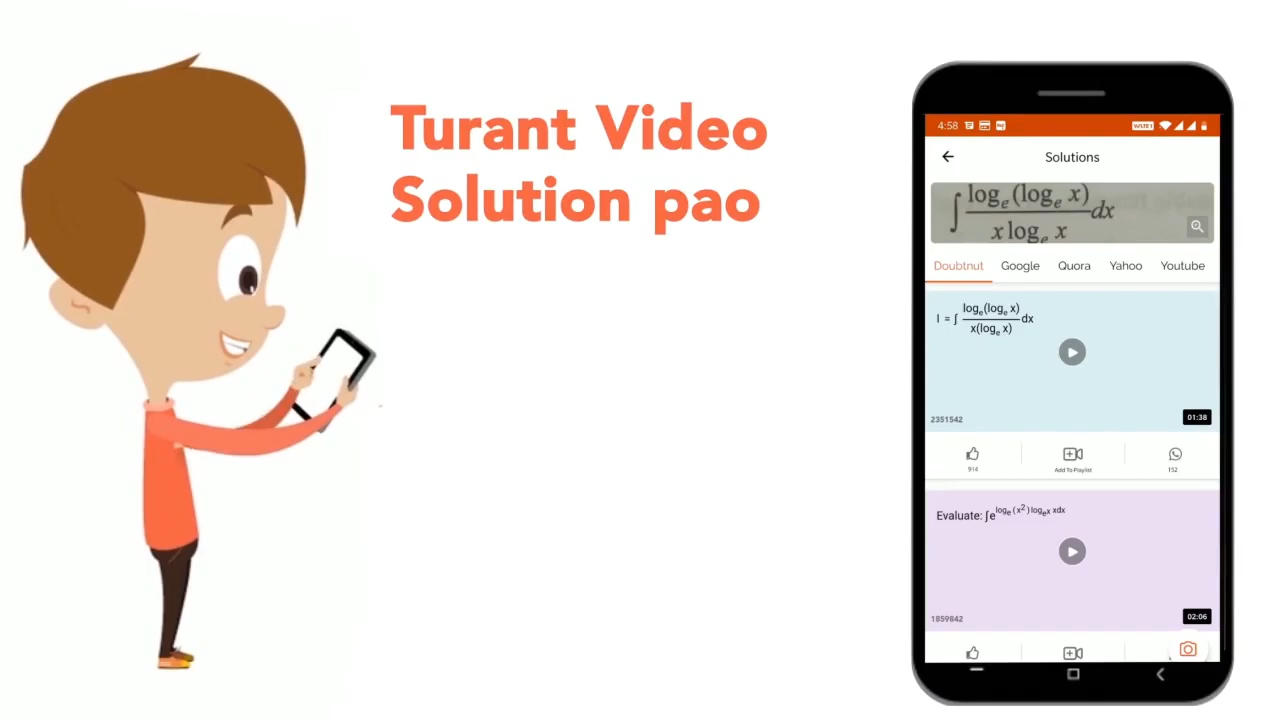 Turant Video
Solution pao
4:58
VoLTE1
Solutions
∫ logₑ(logₑ x) / x logₑ x dx
Doubtnut Google Quora Yahoo Youtube
I = ∫ logₑ(logₑ x) / x(logₑ x) dx
2351542 01:38
914 Add To Playlist 152
Evaluate: ∫e^logₑ(x²)logₑx xdx
1859842 02:06